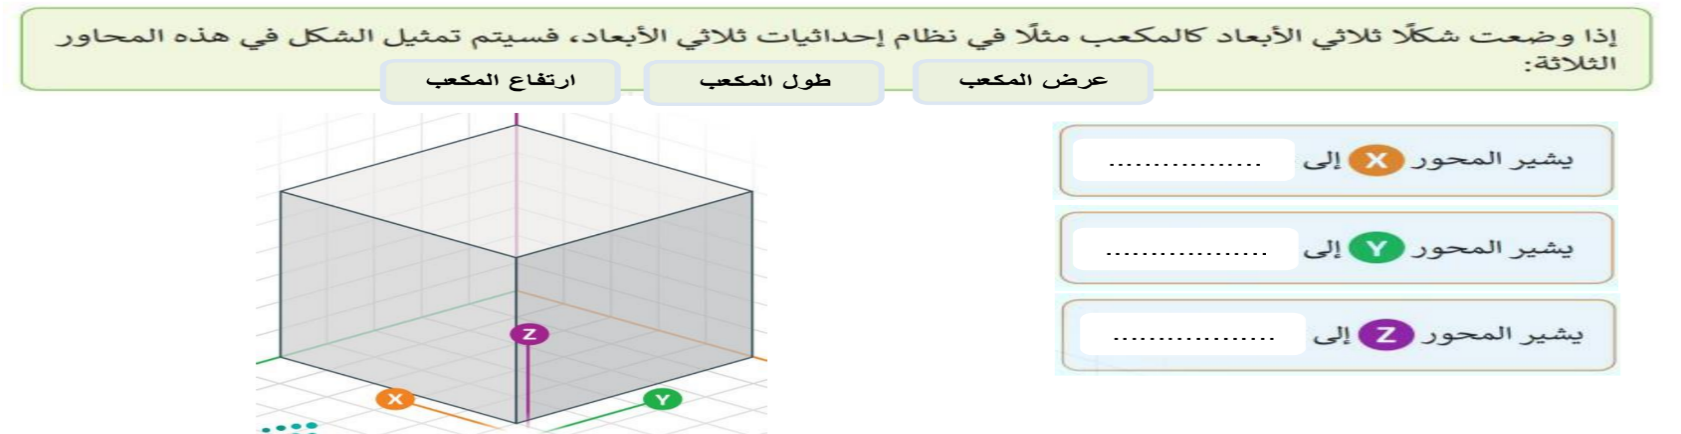 إذا وضعت شكلًا ثلاثي الأبعاد كالمكعب مثلًا في نظام إحداثيات ثلاثي الأبعاد، فسيتم تمثيل الشكل في هذه المحاور
الثلاثة:
عرض المكعب
طول المكعب
ارتفاع المكعب
يشير المحور X إلى .................
يشير المحور Y إلى ..................
يشير المحور Z إلى ..................
Z
X
Y